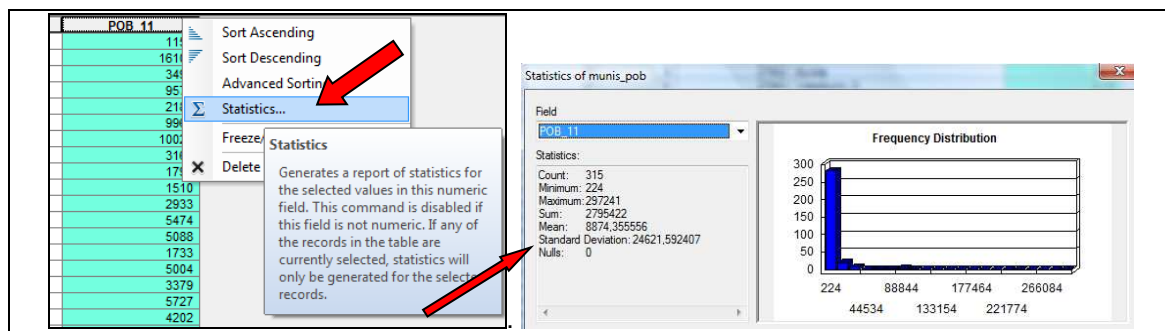 POB_11
1510
2933
5474
5088
1733
5004
3379
5727
4202
Sort Ascending
Sort Descending
Advanced Sortin
Σ Statistics...
Freeze/
Delete
Statistics
Generates a report of statistics for
the selected values in this numeric
field. This command is disabled if
this field is not numeric. If any of
the records in the table are
currently selected, statistics will
only be generated for the selecte
records.
.
Statistics of munis_pob
Field
POB_11
Statistics:
Count: 315
Minimum: 224
Maximum: 297241
Sum: 2795422
Mean: 8874,355556
Standard Deviation: 24621,592407
Nulls: 0
Frequency Distribution
300
250
200
150
100
50
0
224 88844 177464 266084
44534 133154 221774